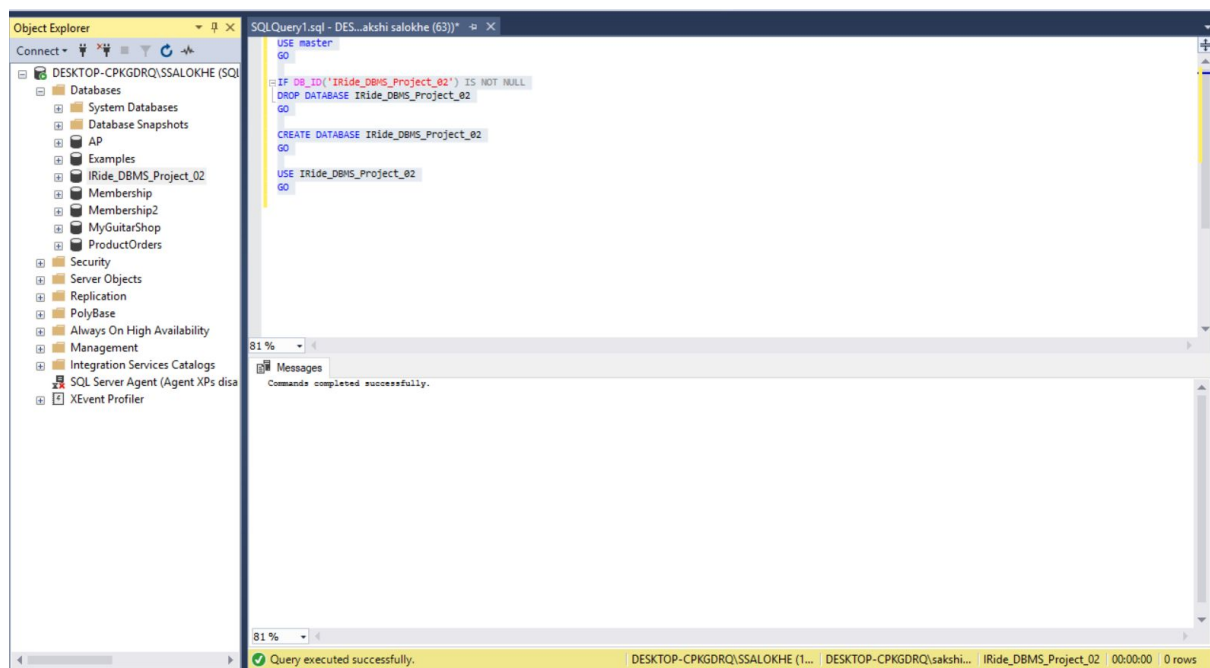 Object Explorer
Connect
DESKTOP-CPKGDRQ\SSALOKHE (SQL
Databases
System Databases
Database Snapshots
AP
Examples
IRide_DBMS_Project_02
Membership
Membership2
MyGuitarShop
ProductOrders
Security
Server Objects
Replication
PolyBase
Always On High Availability
Management
Integration Services Catalogs
SQL Server Agent (Agent XPs disa
XEvent Profiler
SQLQuery1.sql - DES...akshi salokhe (63))*
USE master
GO
IF DB_ID('IRide_DBMS_Project_02') IS NOT NULL
DROP DATABASE IRide_DBMS_Project_02
GO
CREATE DATABASE IRide_DBMS_Project_02
GO
USE IRide_DBMS_Project_02
GO
81 %
Messages
Commands completed successfully.
81 %
Query executed successfully. DESKTOP-CPKGDRQ\SSALOKHE (1... DESKTOP-CPKGDRQ\sakshi... IRide_DBMS_Project_02 00:00:00 0 rows